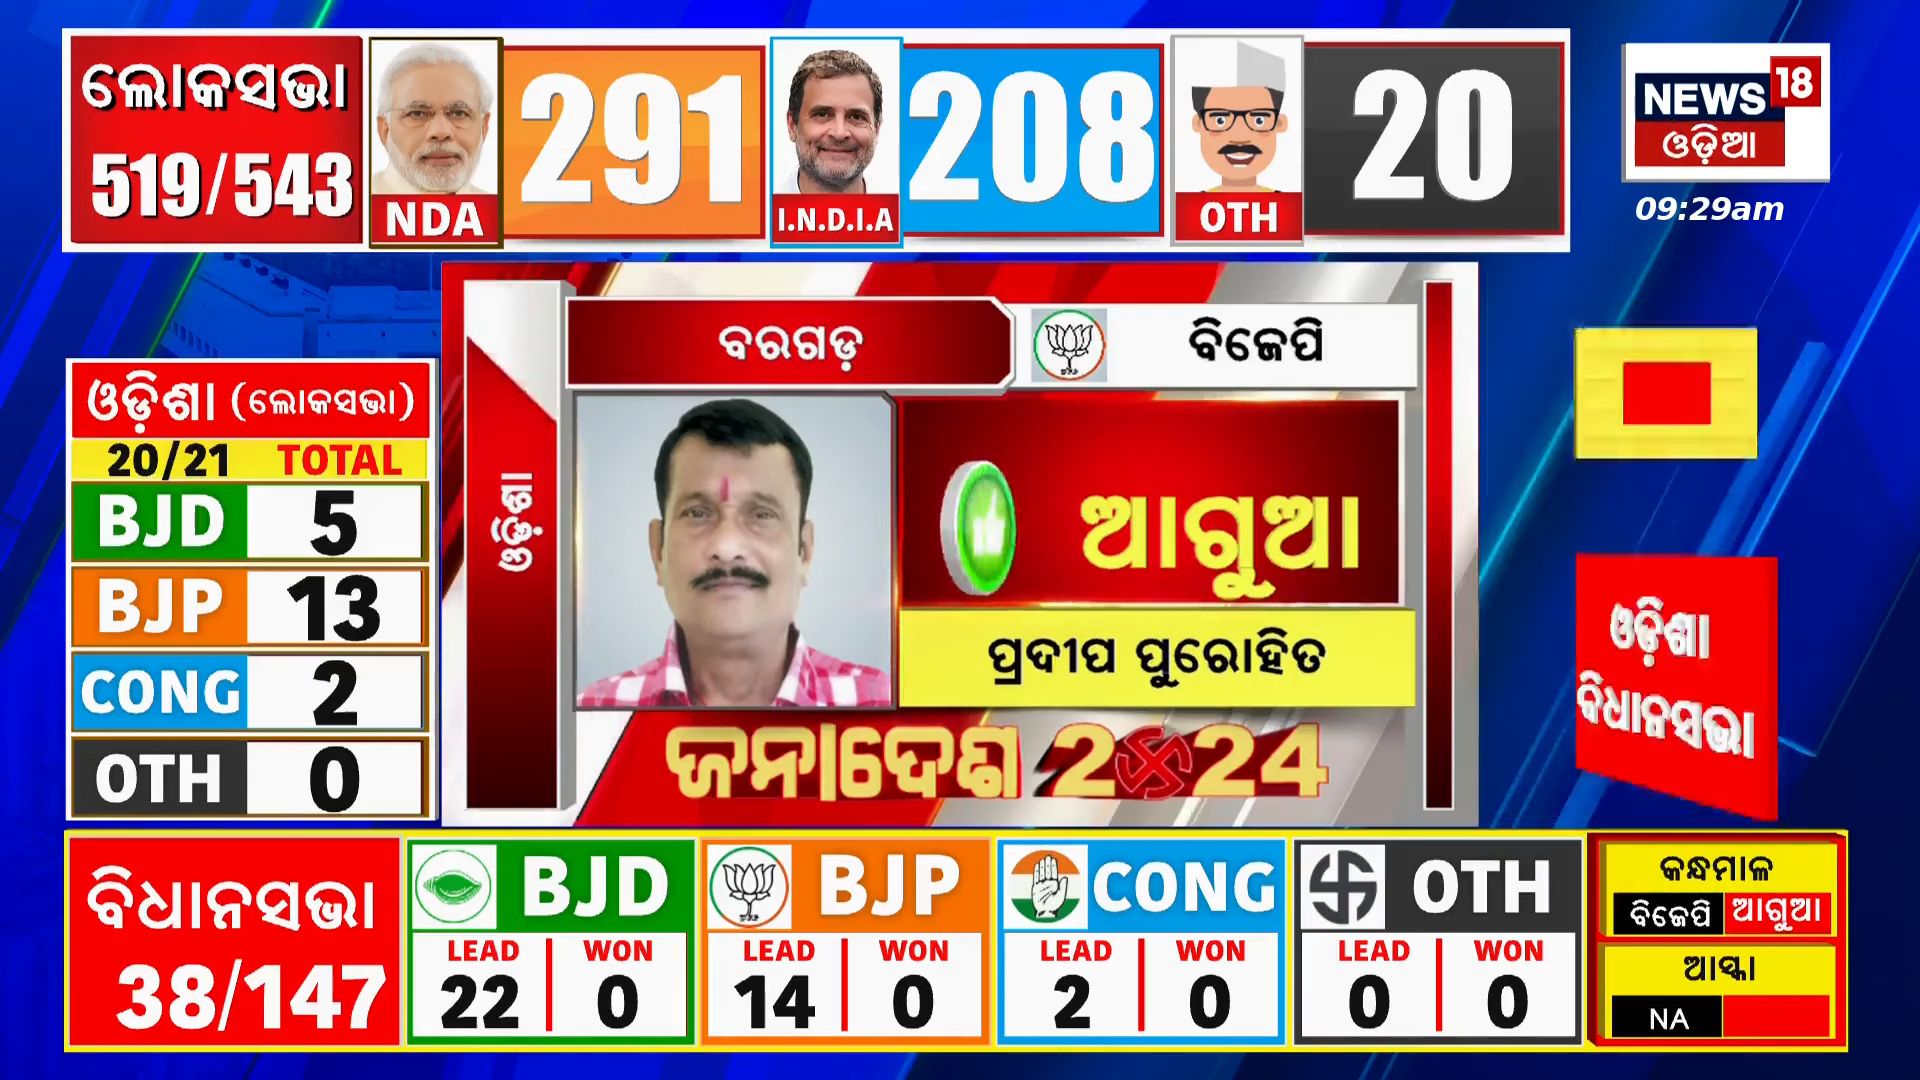 ଲୋକସଭା
519/543
NDA
291
I.N.D.I.A
208
OTH
20
NEWS 18
ଓଡ଼ିଆ
09:29am
ବରଗଡ଼
ବିଜେପି
ଓଡ଼ିଶା
ଆଗୁଆ
ପ୍ରଦୀପ ପୁରୋହିତ
ଜନାଦେଶ 2024
ଓଡ଼ିଶା (ଲୋକସଭା)
20/21 TOTAL
BJD 5
BJP 13
CONG 2
OTH 0
ଓଡ଼ିଶା
ବିଧାନସଭା
ବିଧାନସଭା
38/147
BJD
LEAD WON
22 0
BJP
LEAD WON
14 0
CONG
LEAD WON
2 0
OTH
LEAD WON
0 0
କନ୍ଧମାଳ
ବିଜେପି ଆଗୁଆ
ଆସ୍କା
NA